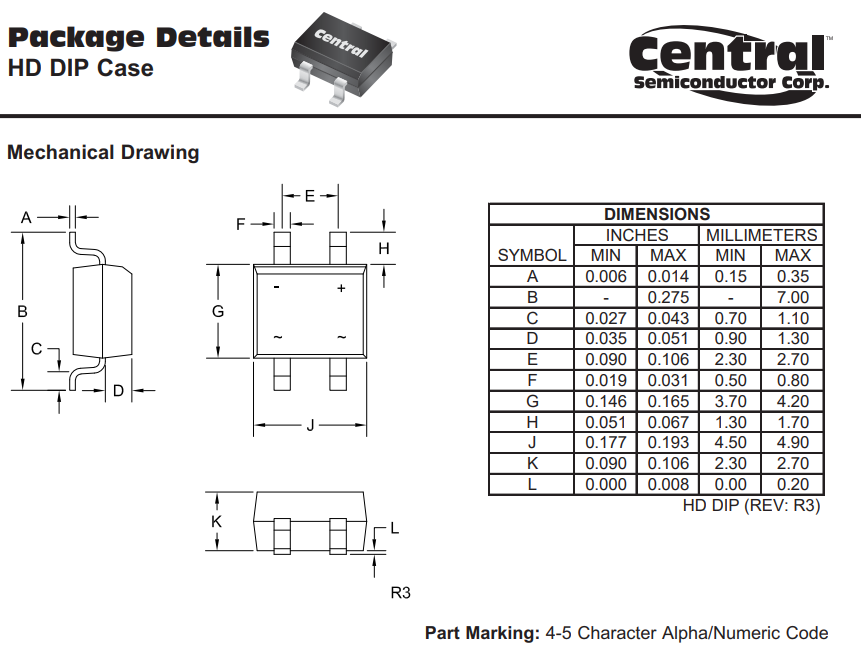 Package Details
HD DIP Case
Central
Central™
Semiconductor Corp.
Mechanical Drawing
A
B
C
D
E
F
H
G
J
-
+
~ ~
K
L
R3
DIMENSIONS
INCHES MILLIMETERS
SYMBOL MIN MAX MIN MAX
A 0.006 0.014 0.15 0.35
B - 0.275 - 7.00
C 0.027 0.043 0.70 1.10
D 0.035 0.051 0.90 1.30
E 0.090 0.106 2.30 2.70
F 0.019 0.031 0.50 0.80
G 0.146 0.165 3.70 4.20
H 0.051 0.067 1.30 1.70
J 0.177 0.193 4.50 4.90
K 0.090 0.106 2.30 2.70
L 0.000 0.008 0.00 0.20
HD DIP (REV: R3)
Part Marking: 4-5 Character Alpha/Numeric Code